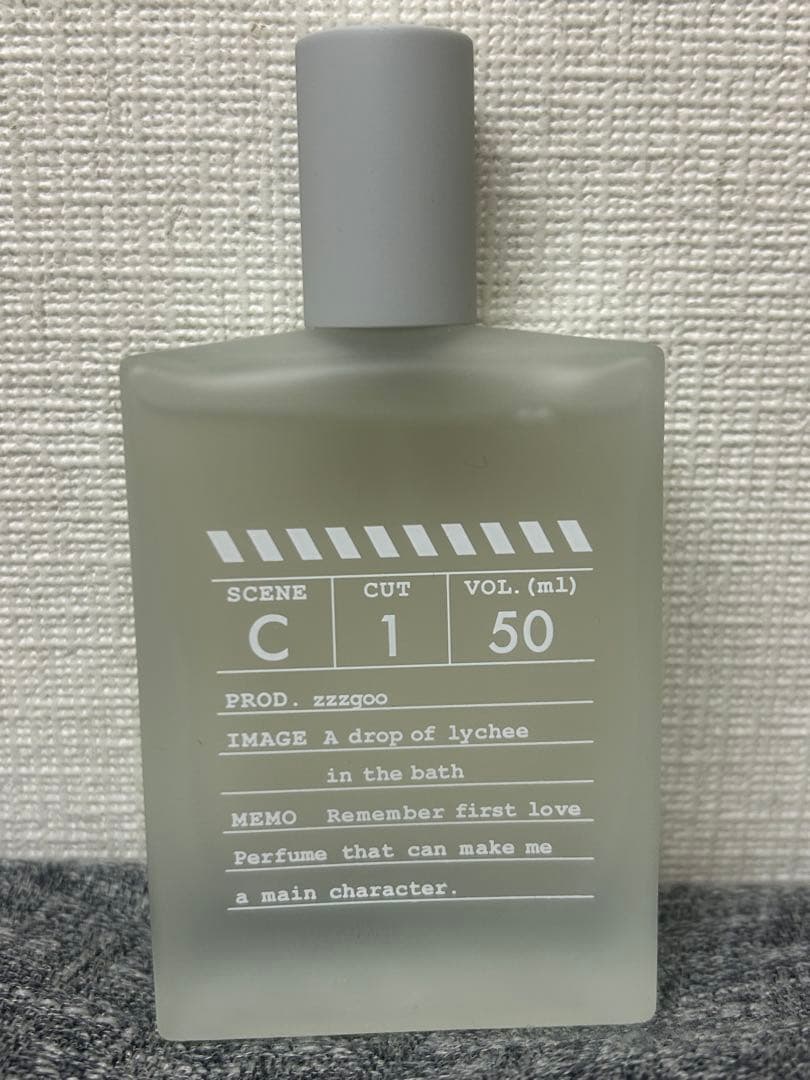 SCENE CUT VOL.(ml)
C 1 50
PROD. zzzgoo
IMAGE A drop of lychee
in the bath
MEMO Remember first love
Perfume that can make me
a main character.